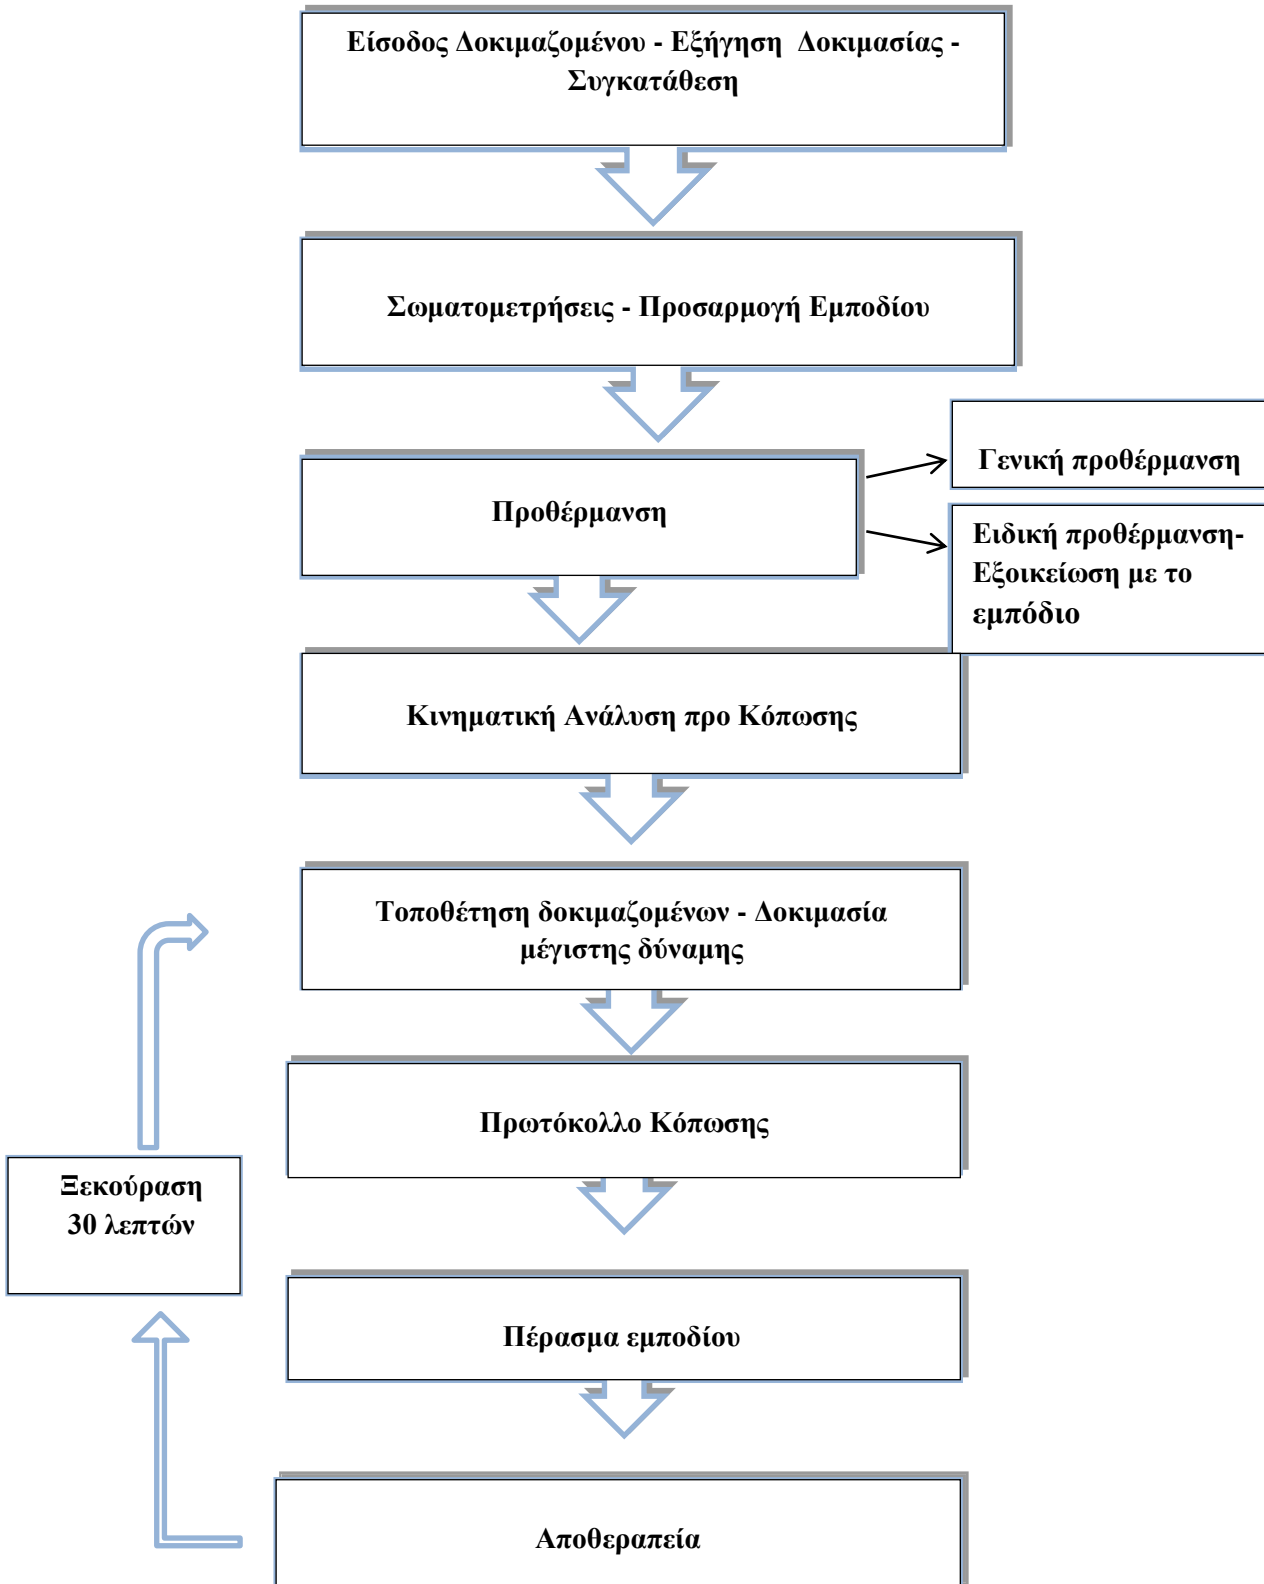 Είσοδος Δοκιμαζομένου - Εξήγηση Δοκιμασίας -
Συγκατάθεση
Σωματομετρήσεις - Προσαρμογή Εμποδίου
Προθέρμανση
Γενική προθέρμανση
Ειδική προθέρμανση-
Εξοικείωση με το
εμπόδιο
Κινηματική Ανάλυση προ Κόπωσης
Τοποθέτηση δοκιμαζομένων - Δοκιμασία
μέγιστης δύναμης
Πρωτόκολλο Κόπωσης
Ξεκούραση
30 λεπτών
Πέρασμα εμποδίου
Αποθεραπεία